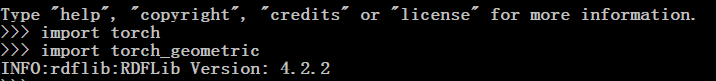 Type "help", "copyright", "credits" or "license" for more information.
>>> import torch
>>> import torch_geometric
INFO:rdflib:RDFLib Version: 4.2.2
>>>